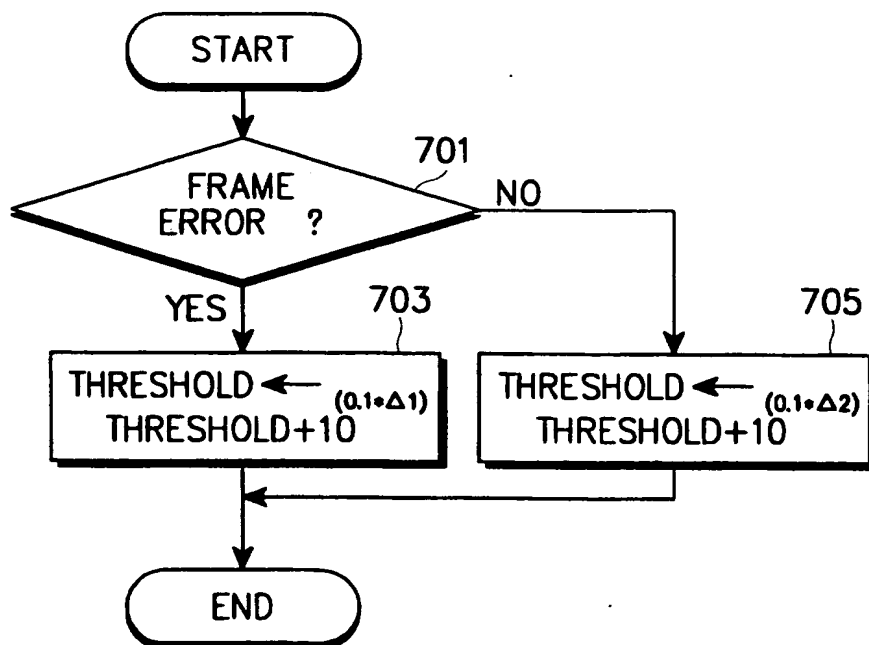 START
701
FRAME
ERROR ?
NO
YES
703
THRESHOLD ←
THRESHOLD+10^(0.1*Δ1)
705
THRESHOLD ←
THRESHOLD+10^(0.1*Δ2)
END